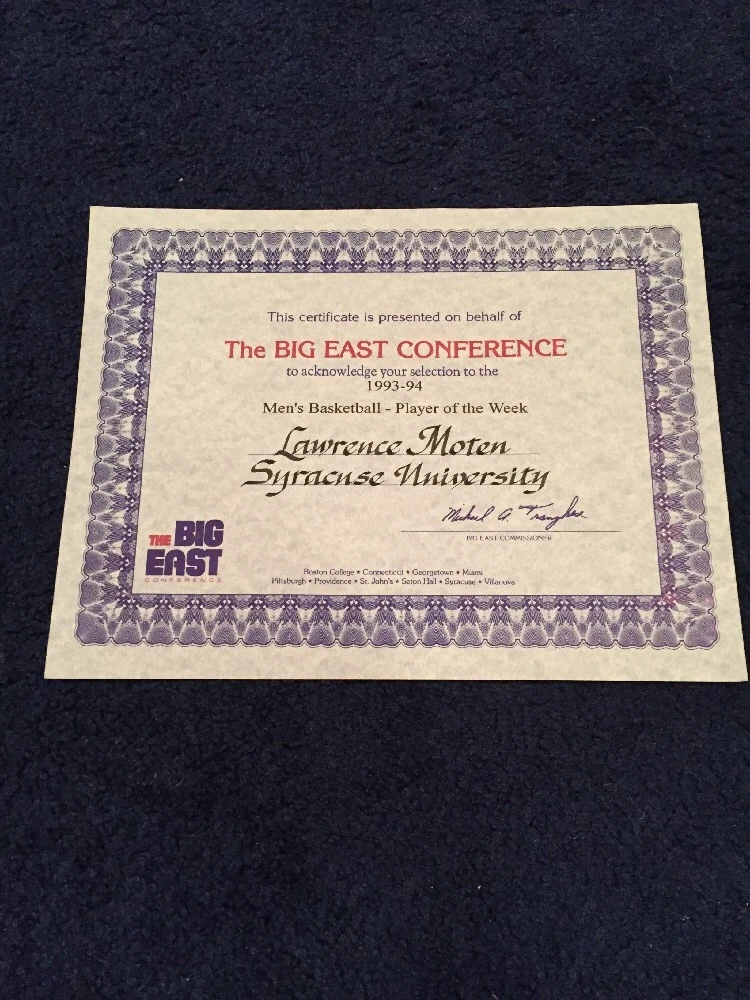 This certificate is presented on behalf of
The BIG EAST CONFERENCE
to acknowledge your selection to the
1993-94
Men's Basketball - Player of the Week
Lawrence Moten
Syracuse University
Michael A. Tranghese
BIG EAST COMMISSIONER
THE BIG
EAST
CONFERENCE
Boston College ★ Connecticut ★ Georgetown ★ Miami
Pittsburgh ★ Providence ★ St. John's ★ Seton Hall ★ Syracuse ★ Villanova